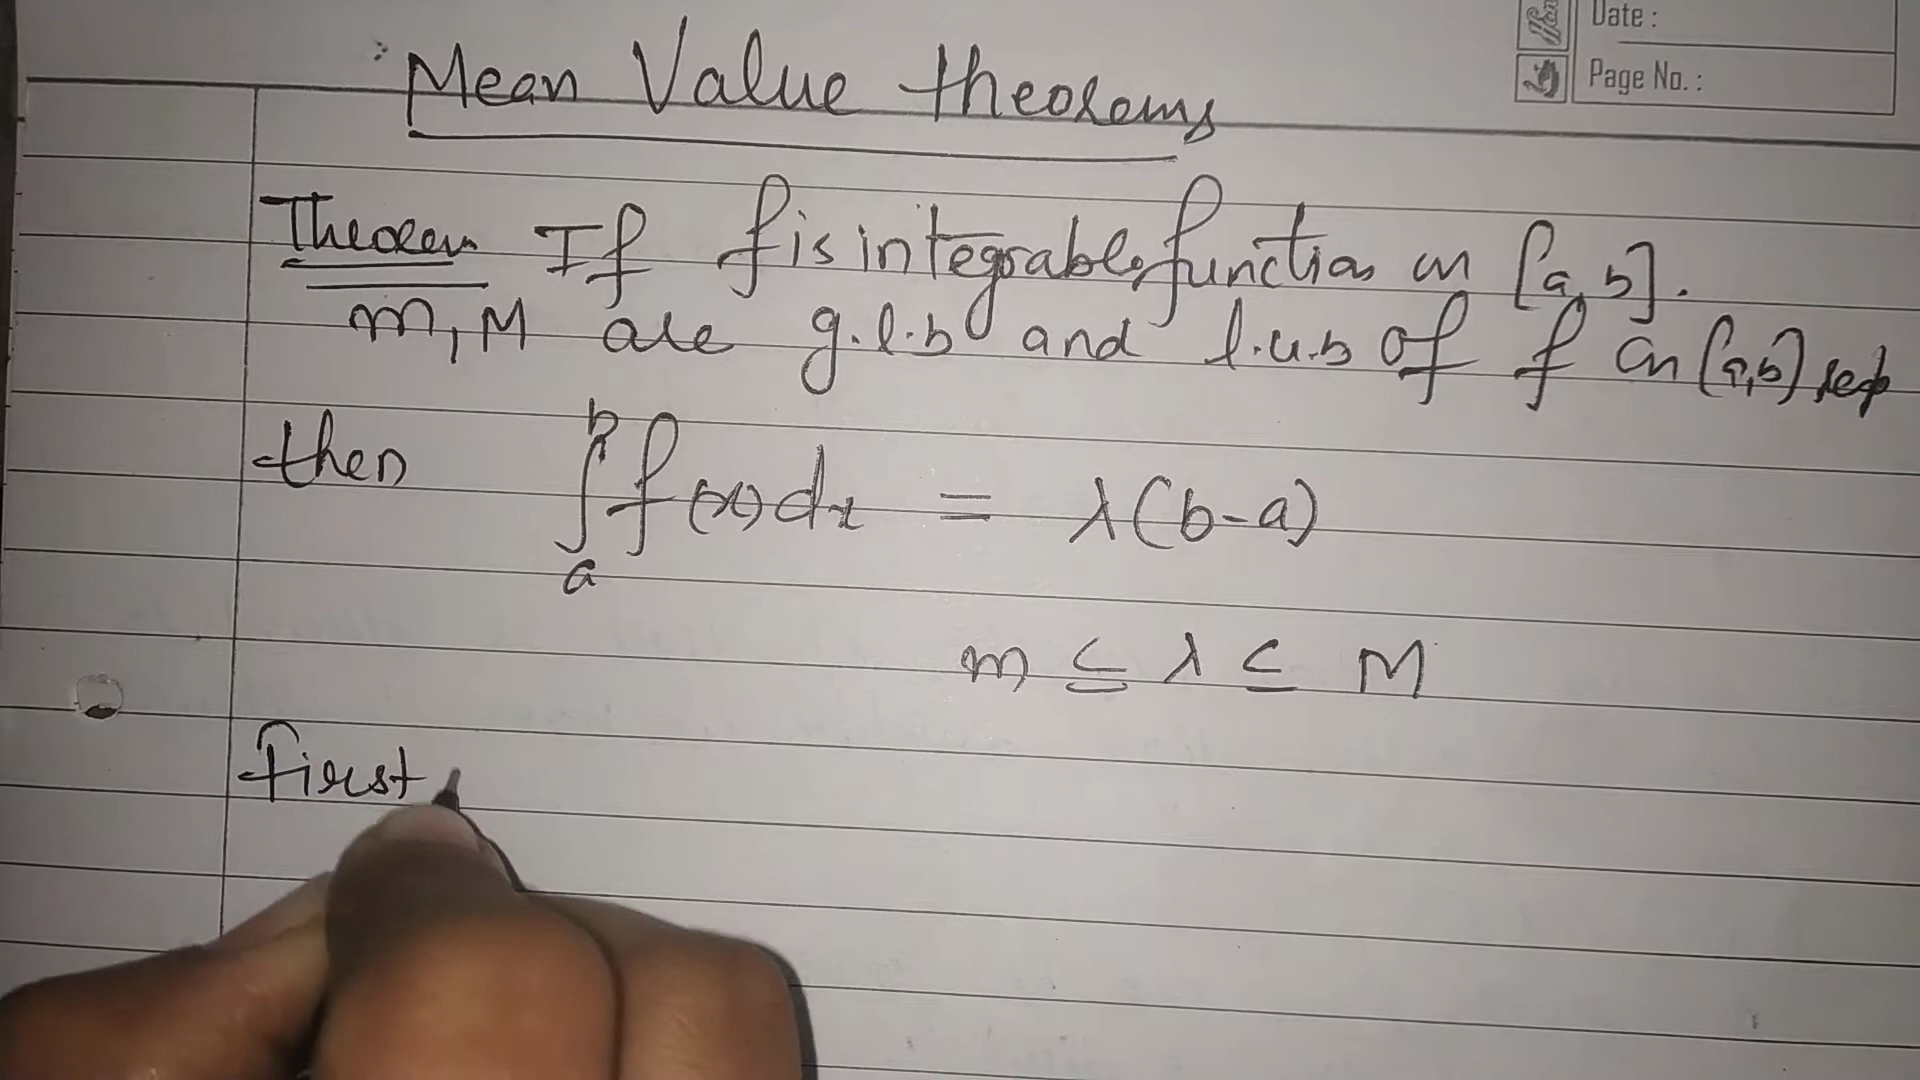 Date :
Page No. :
Mean Value theorems
Theorem If f is integrable function on [a, b].
m, M are g.l.b and l.u.b of f on [a,b] resp
then ∫ₐᵇ f(x)dx = λ(b-a)
m ≤ λ ≤ M
first